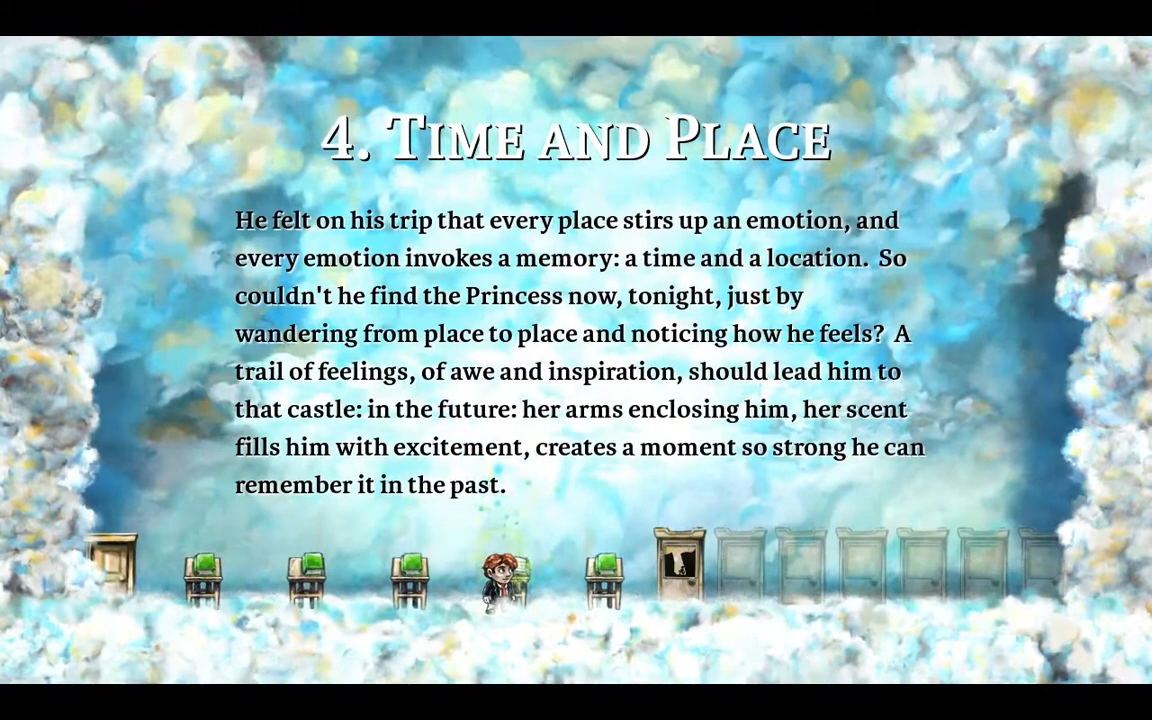 4. Time and Place
He felt on his trip that every place stirs up an emotion, and
every emotion invokes a memory: a time and a location.  So
couldn't he find the Princess now, tonight, just by
wandering from place to place and noticing how he feels?  A
trail of feelings, of awe and inspiration, should lead him to
that castle: in the future: her arms enclosing him, her scent
fills him with excitement, creates a moment so strong he can
remember it in the past.